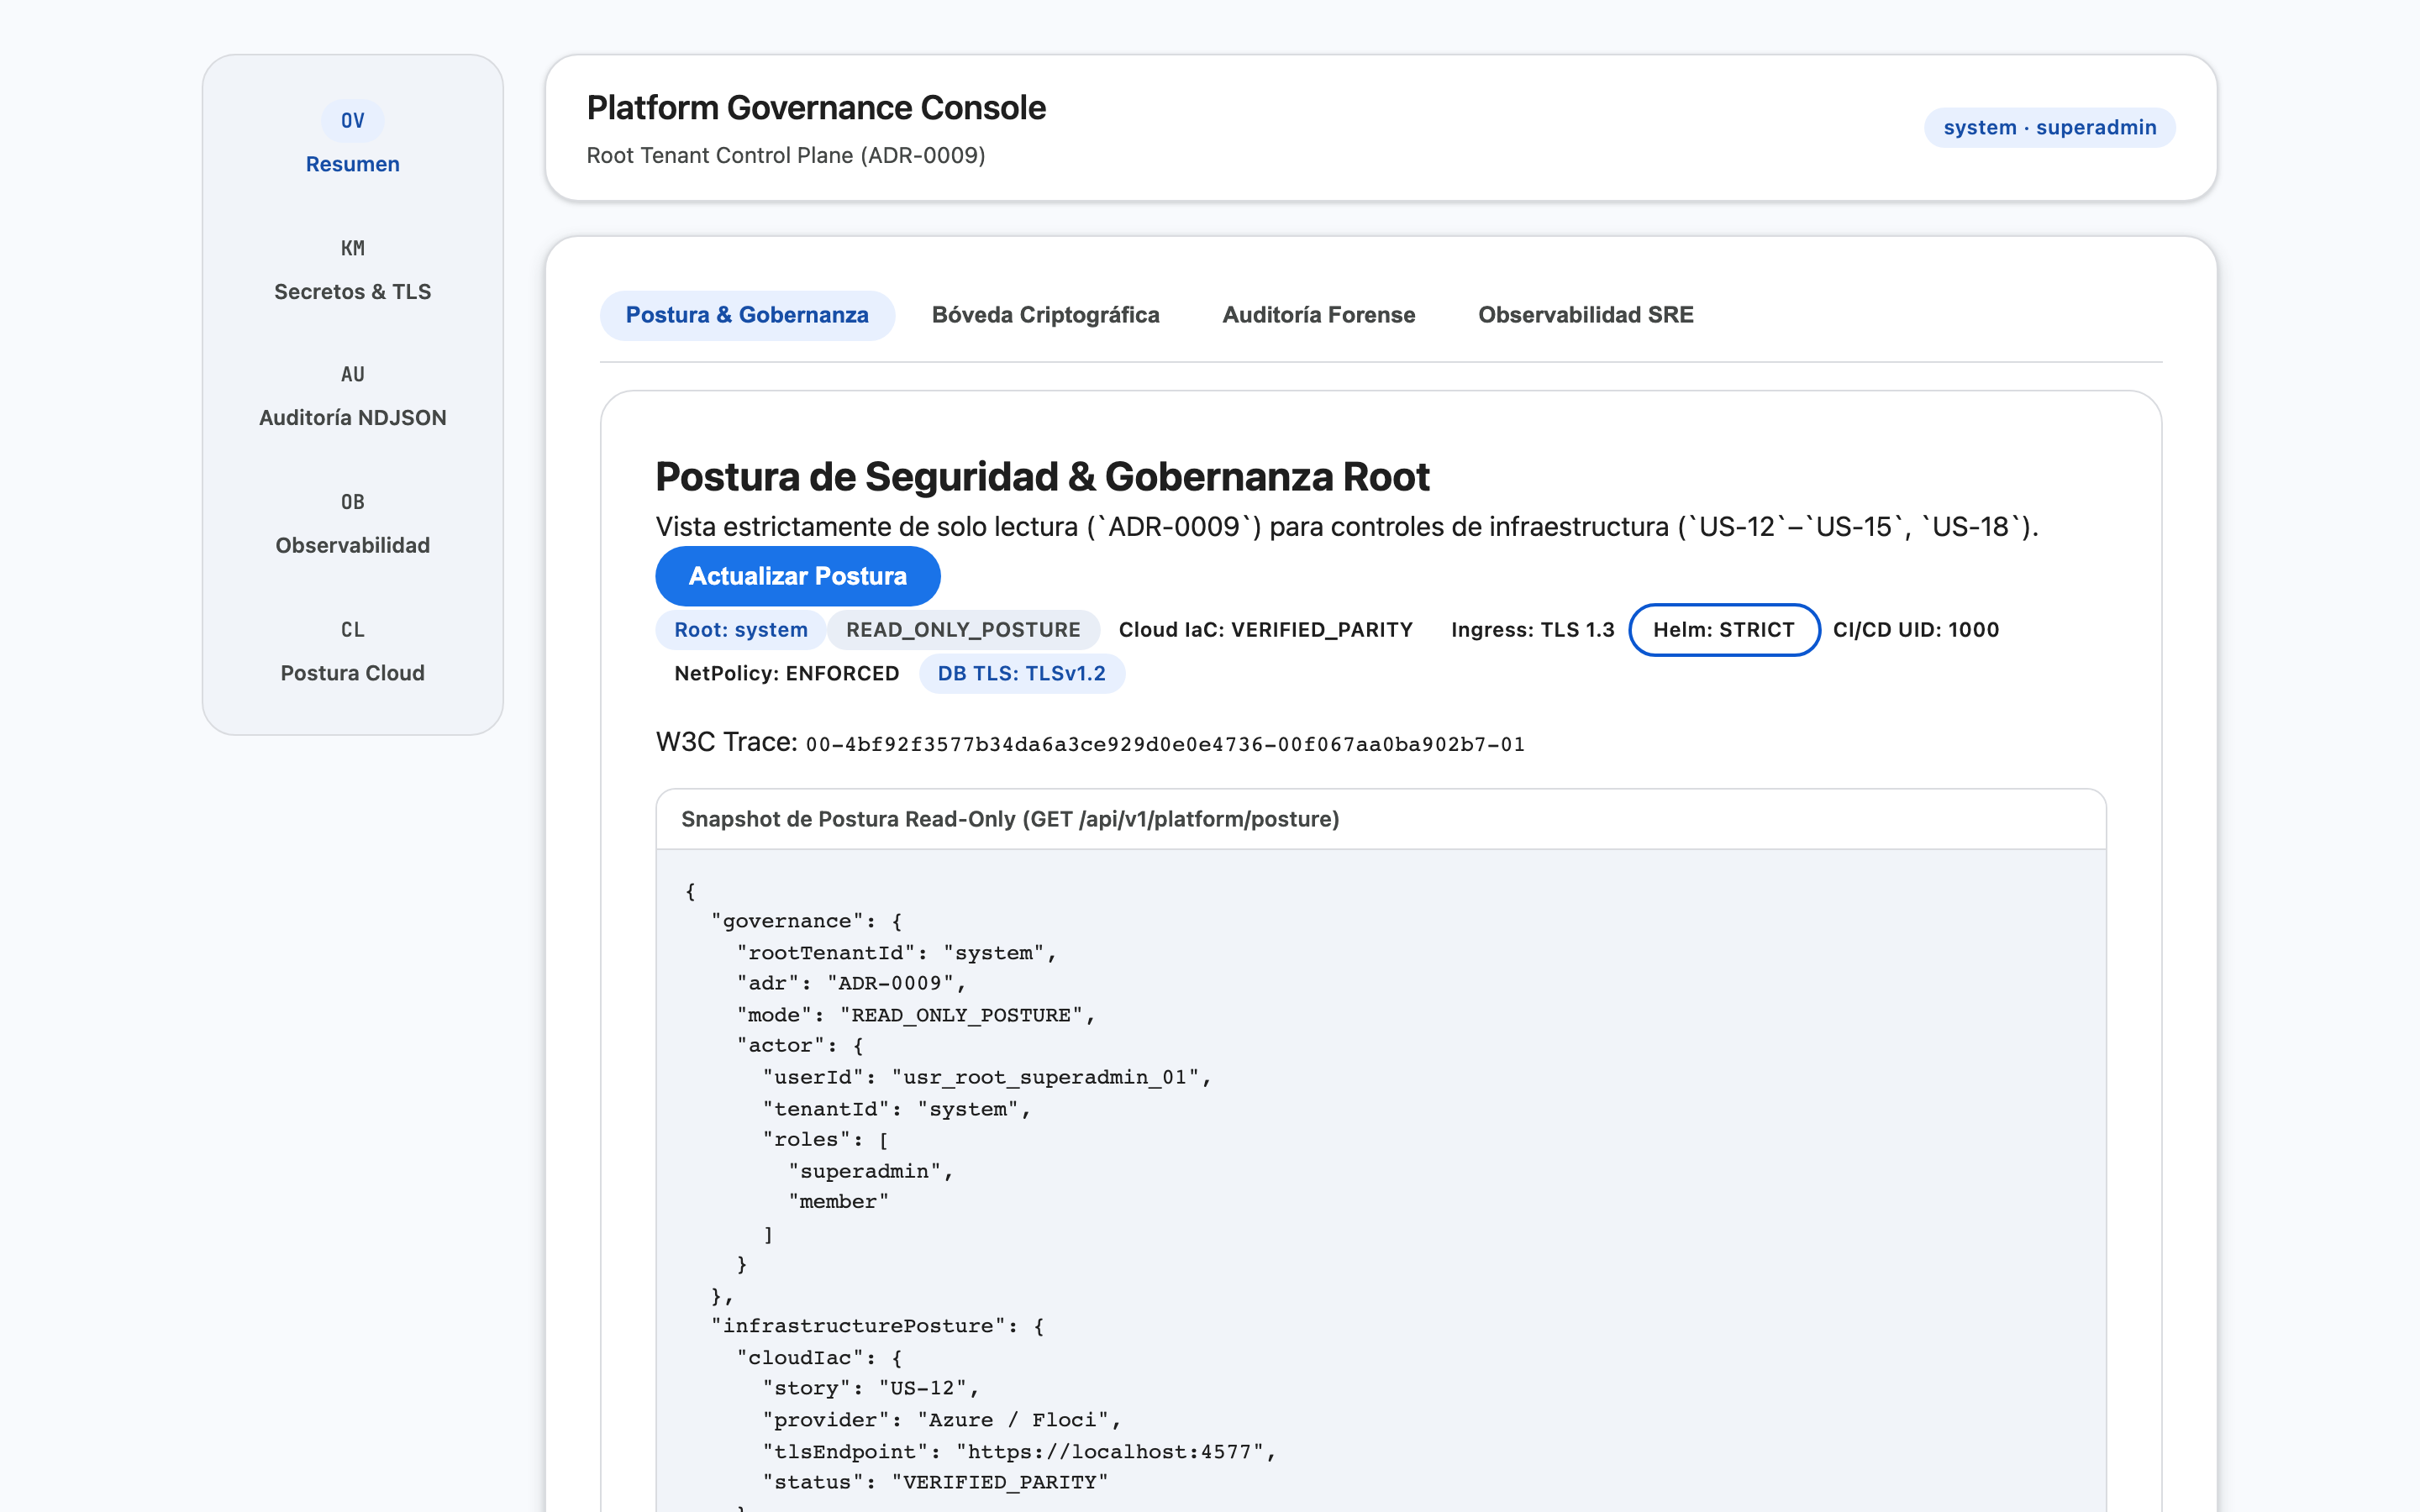 OV
Resumen
KM
Secretos & TLS
AU
Auditoría NDJSON
OB
Observabilidad
CL
Postura Cloud
Platform Governance Console
Root Tenant Control Plane (ADR-0009)
system · superadmin
Postura & Gobernanza Bóveda Criptográfica Auditoría Forense Observabilidad SRE
Postura de Seguridad & Gobernanza Root
Vista estrictamente de solo lectura (`ADR-0009`) para controles de infraestructura (`US-12`–`US-15`, `US-18`).
Actualizar Postura
Root: system READ_ONLY_POSTURE Cloud IaC: VERIFIED_PARITY Ingress: TLS 1.3 Helm: STRICT CI/CD UID: 1000
NetPolicy: ENFORCED DB TLS: TLSv1.2
W3C Trace: 00-4bf92f3577b34da6a3ce929d0e0e4736-00f067aa0ba902b7-01
Snapshot de Postura Read-Only (GET /api/v1/platform/posture)
{
  "governance": {
    "rootTenantId": "system",
    "adr": "ADR-0009",
    "mode": "READ_ONLY_POSTURE",
    "actor": {
      "userId": "usr_root_superadmin_01",
      "tenantId": "system",
      "roles": [
        "superadmin",
        "member"
      ]
    }
  },
  "infrastructurePosture": {
    "cloudIac": {
      "story": "US-12",
      "provider": "Azure / Floci",
      "tlsEndpoint": "https://localhost:4577",
      "status": "VERIFIED_PARITY"